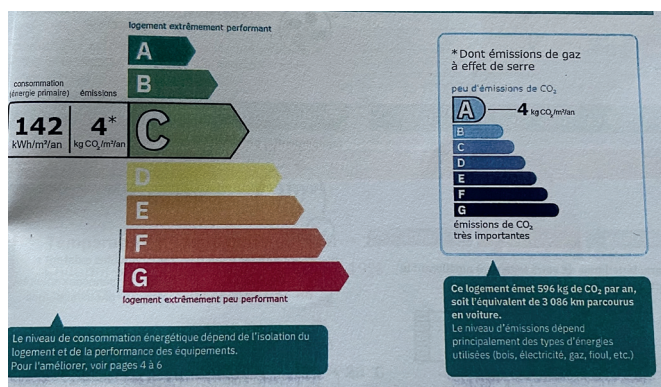 logement extrêmement performant
A
B
consommation
(énergie primaire)
émissions
142
kWh/m²/an
4*
kg CO₂/m²/an
C
D
E
F
G
logement extrêmement peu performant
Le niveau de consommation énergétique dépend de l'isolation du
logement et de la performance des équipements.
Pour l'améliorer, voir pages 4 à 6
* Dont émissions de gaz
à effet de serre
peu d'émissions de CO₂
A
4 kg CO₂/m²/an
B
C
D
E
F
G
émissions de CO₂
très importantes
Ce logement émet 596 kg de CO₂ par an,
soit l'équivalent de 3 086 km parcourus
en voiture.
Le niveau d'émissions dépend
principalement des types d'énergies
utilisées (bois, électricité, gaz, fioul, etc.)